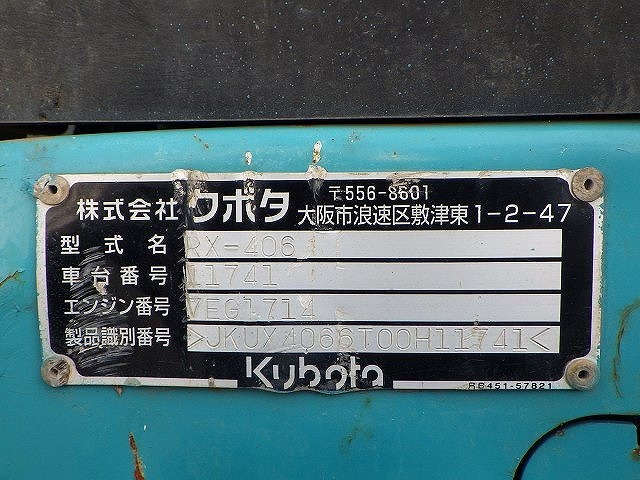 株式会社 クボタ
〒556-8601
大阪市浪速区敷津東1-2-47
型式名 RX-406
車台番号 11741
エンジン番号 7EG1714
製品識別番号 >JKUX4066T00H11741<
Kubota
RB451-57821